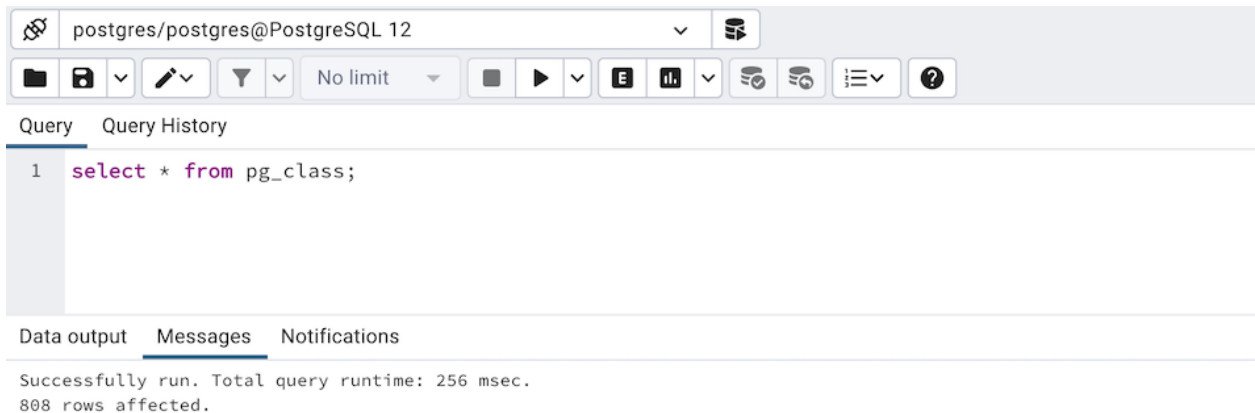 postgres/postgres@PostgreSQL 12
No limit
E
Query Query History
1 select * from pg_class;
Data output Messages Notifications
Successfully run. Total query runtime: 256 msec.
808 rows affected.